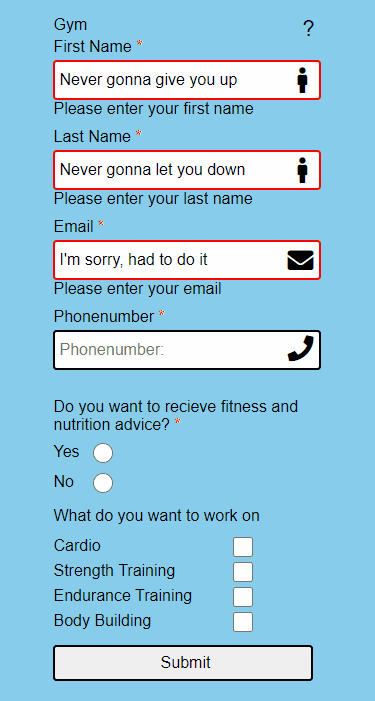 Gym
?
First Name *
Never gonna give you up
Please enter your first name
Last Name *
Never gonna let you down
Please enter your last name
Email *
I'm sorry, had to do it
Please enter your email
Phonenumber *
Phonenumber:
Do you want to recieve fitness and
nutrition advice? *
Yes
No
What do you want to work on
Cardio
Strength Training
Endurance Training
Body Building
Submit